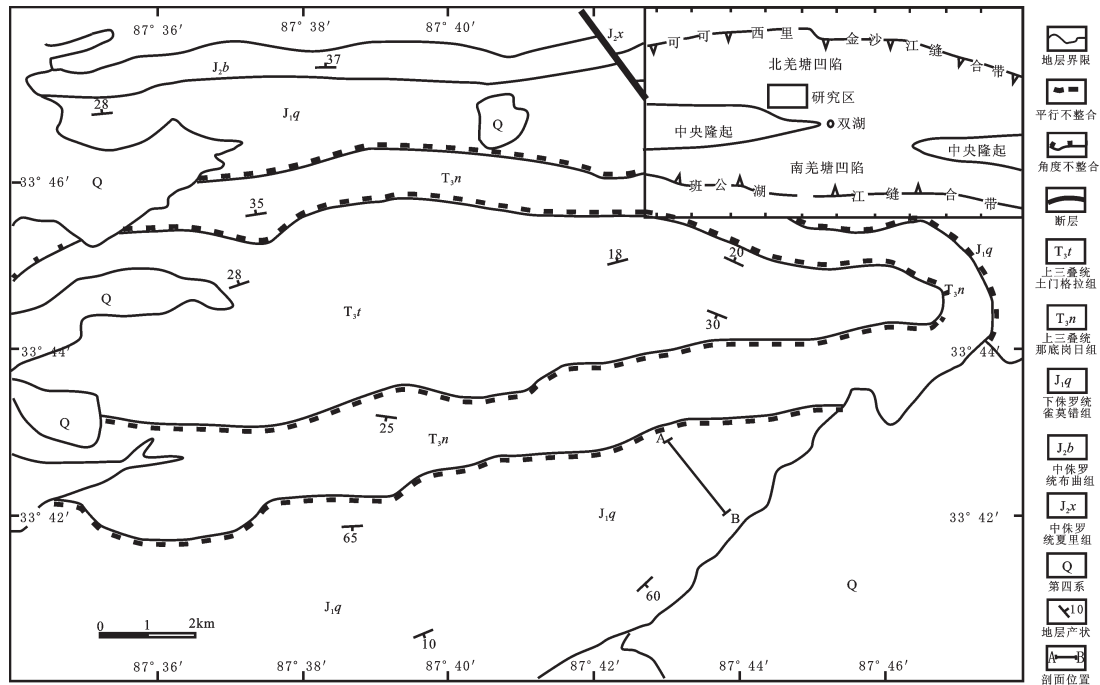 87° 36′
87° 38′
87° 40′
J₂x
J₂b
37
28
J₁q
Q
可可西里金沙江缝合带
北羌塘凹陷
研究区
双湖
中央隆起
中央隆起
南羌塘凹陷
班公湖江缝合带
33° 46′
Q
T₃n
35
18
20
J₁q
28
Q
T₃t
T₃n
30
33° 44′
33° 44′
Q
25
T₃n
A
B
J₁q
33° 42′
33° 42′
65
60
Q
J₁q
10
0 1 2km
87° 36′
87° 38′
87° 40′
87° 42′
87° 44′
87° 46′
地层界限
平行不整合
角度不整合
断层
T₃t
上三叠统
土门格拉组
T₃n
上三叠统
那底岗日组
J₁q
下侏罗统
雀莫错组
J₂b
中侏罗
统布曲组
J₂x
中侏罗
统夏里组
Q
第四系
10
地层产状
A B
剖面位置